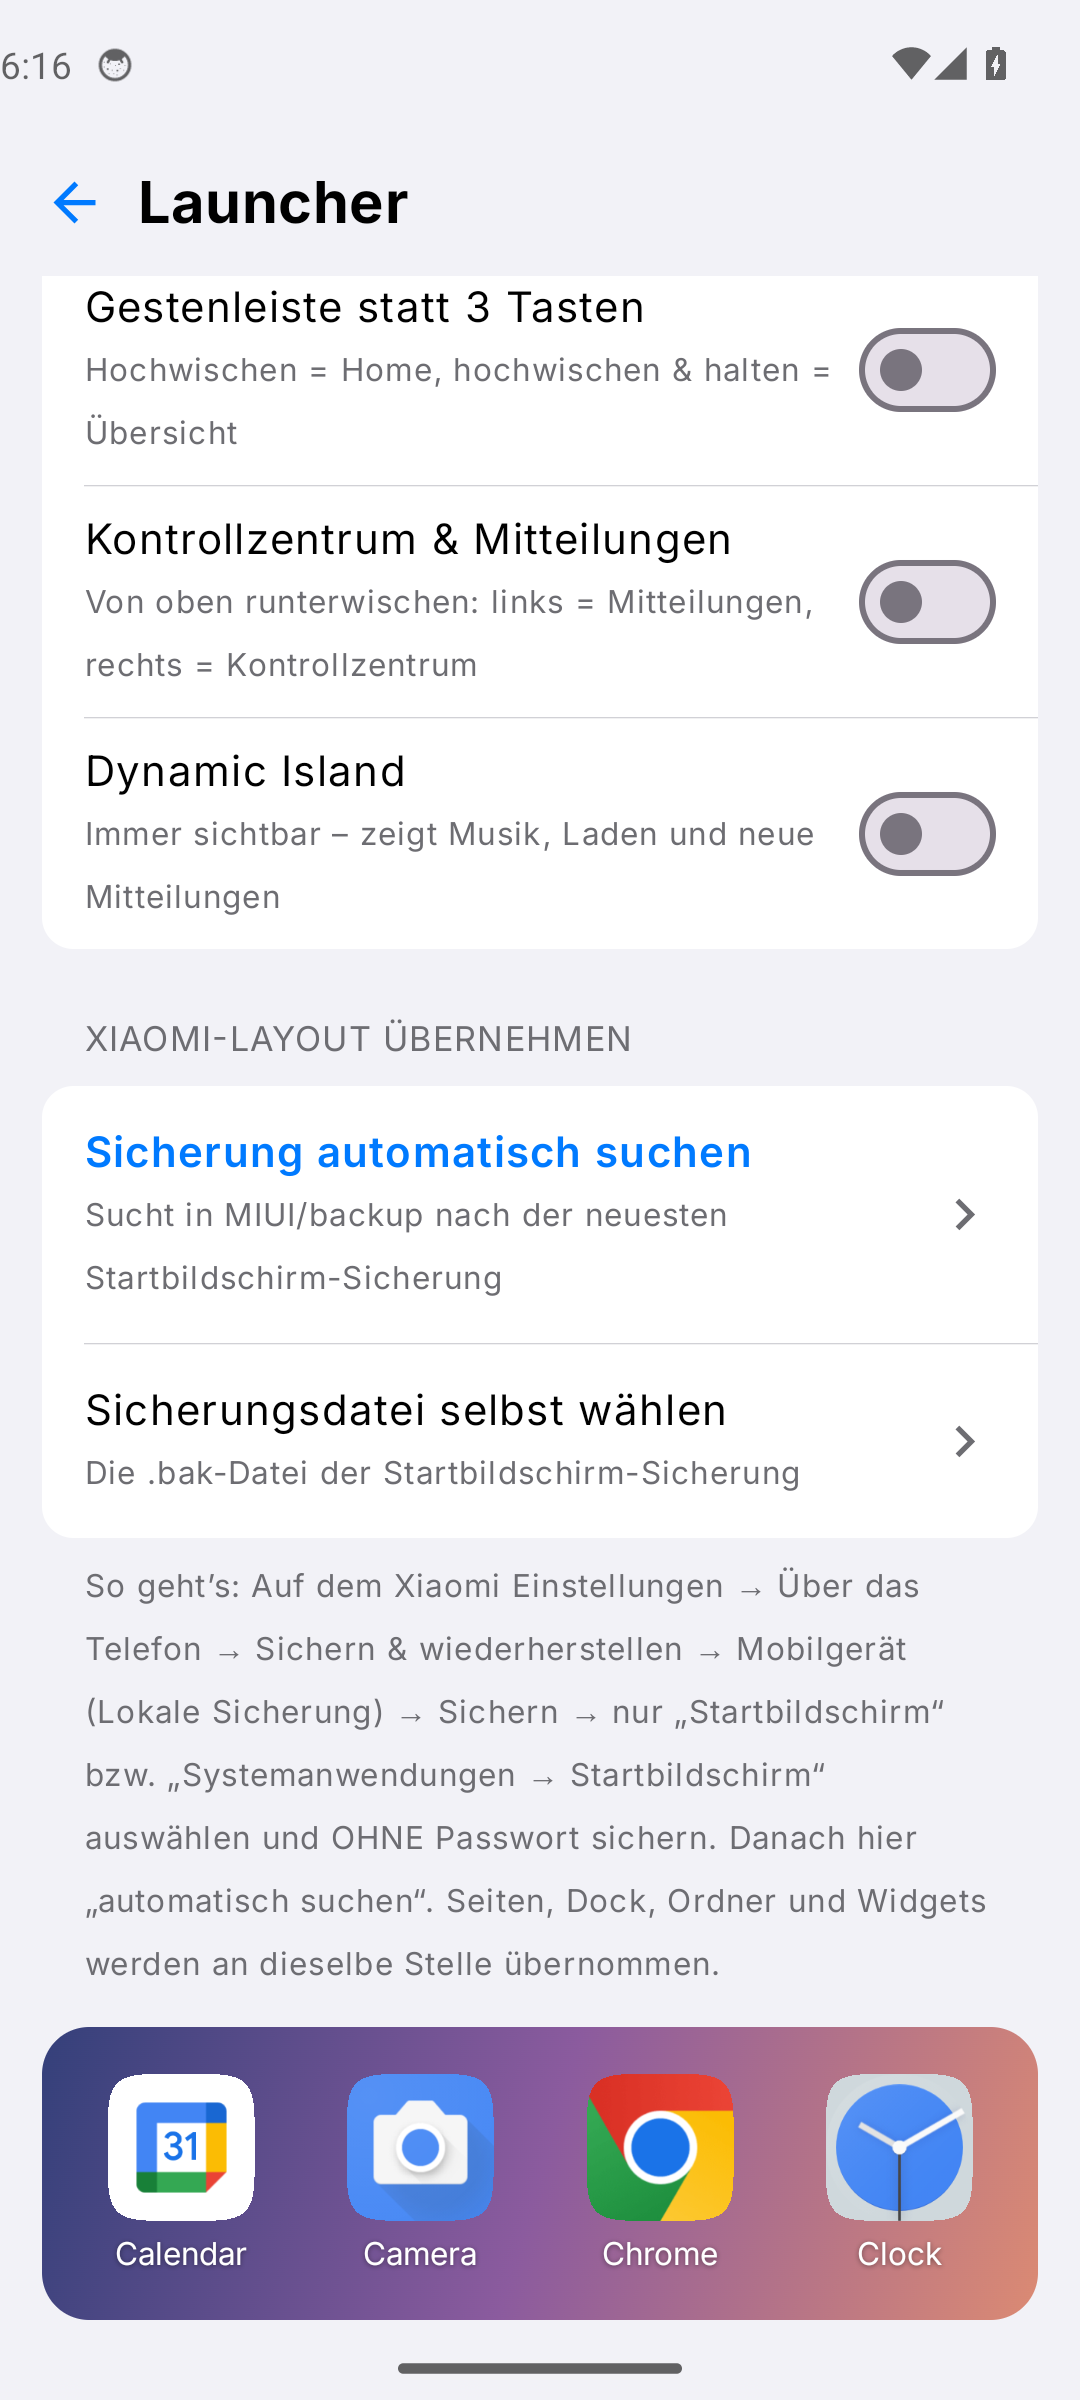 6:16
Launcher
Gestenleiste statt 3 Tasten
Hochwischen = Home, hochwischen & halten =
Übersicht
Kontrollzentrum & Mitteilungen
Von oben runterwischen: links = Mitteilungen,
rechts = Kontrollzentrum
Dynamic Island
Immer sichtbar – zeigt Musik, Laden und neue
Mitteilungen
XIAOMI-LAYOUT ÜBERNEHMEN
Sicherung automatisch suchen
Sucht in MIUI/backup nach der neuesten
Startbildschirm-Sicherung
Sicherungsdatei selbst wählen
Die .bak-Datei der Startbildschirm-Sicherung
So geht’s: Auf dem Xiaomi Einstellungen → Über das
Telefon → Sichern & wiederherstellen → Mobilgerät
(Lokale Sicherung) → Sichern → nur „Startbildschirm“
bzw. „Systemanwendungen → Startbildschirm“
auswählen und OHNE Passwort sichern. Danach hier
„automatisch suchen“. Seiten, Dock, Ordner und Widgets
werden an dieselbe Stelle übernommen.
31
Calendar
Camera
Chrome
Clock